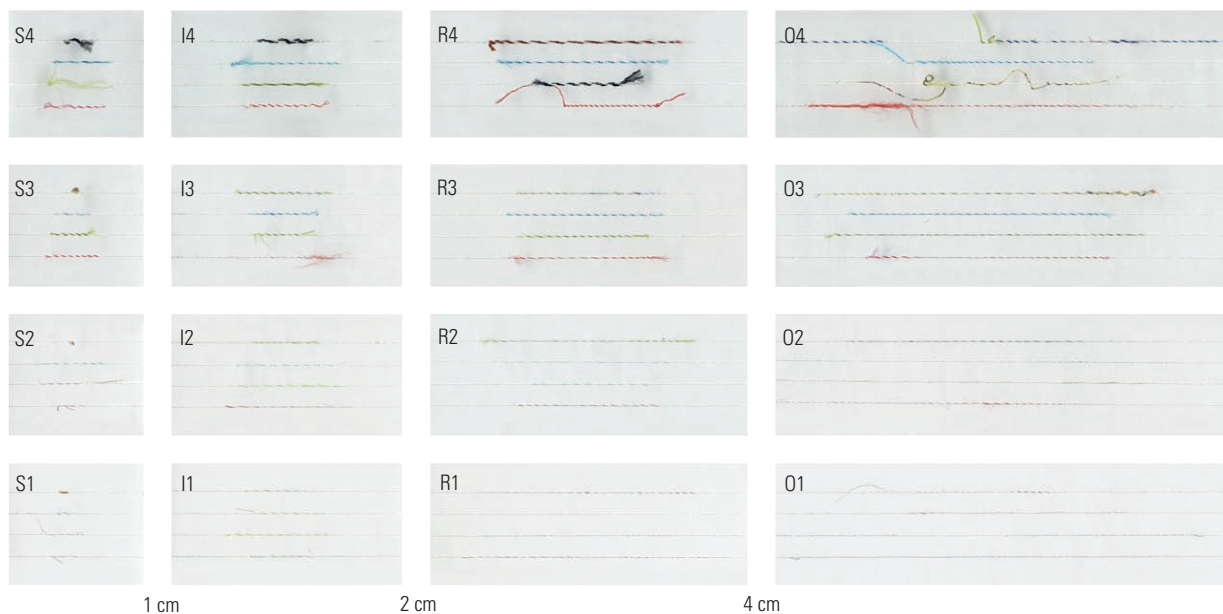 S4 I4 R4 O4
S3 I3 R3 O3
S2 I2 R2 O2
S1 I1 R1 O1
1 cm 2 cm 4 cm